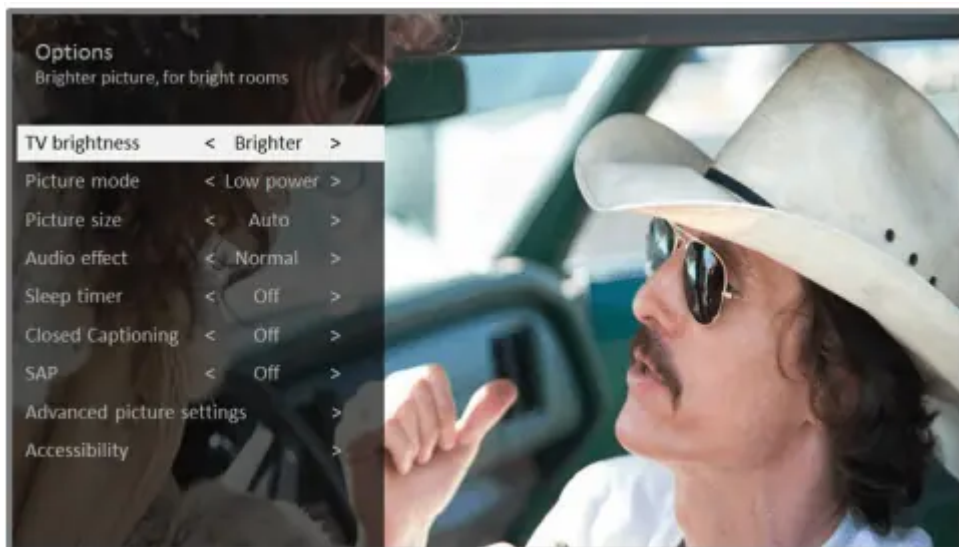 Options
Brighter picture, for bright rooms
TV brightness < Brighter >
Picture mode < Low power >
Picture size < Auto >
Audio effect < Normal >
Sleep timer < Off >
Closed Captioning < Off >
SAP < Off >
Advanced picture settings >
Accessibility >